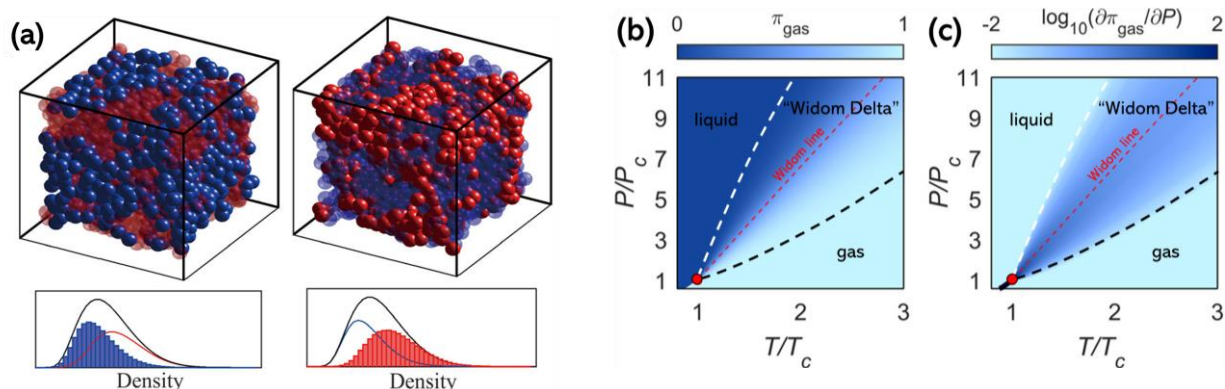 (a)
Density
Density
(b)
0
π_gas
1
11
9
7
5
3
1
P/P_c
liquid
"Widom Delta"
Widom line
gas
1
2
3
T/T_c
(c)
-2
log₁₀(∂π_gas/∂P)
2
11
9
7
5
3
1
P/P_c
liquid
"Widom Delta"
Widom line
gas
1
2
3
T/T_c